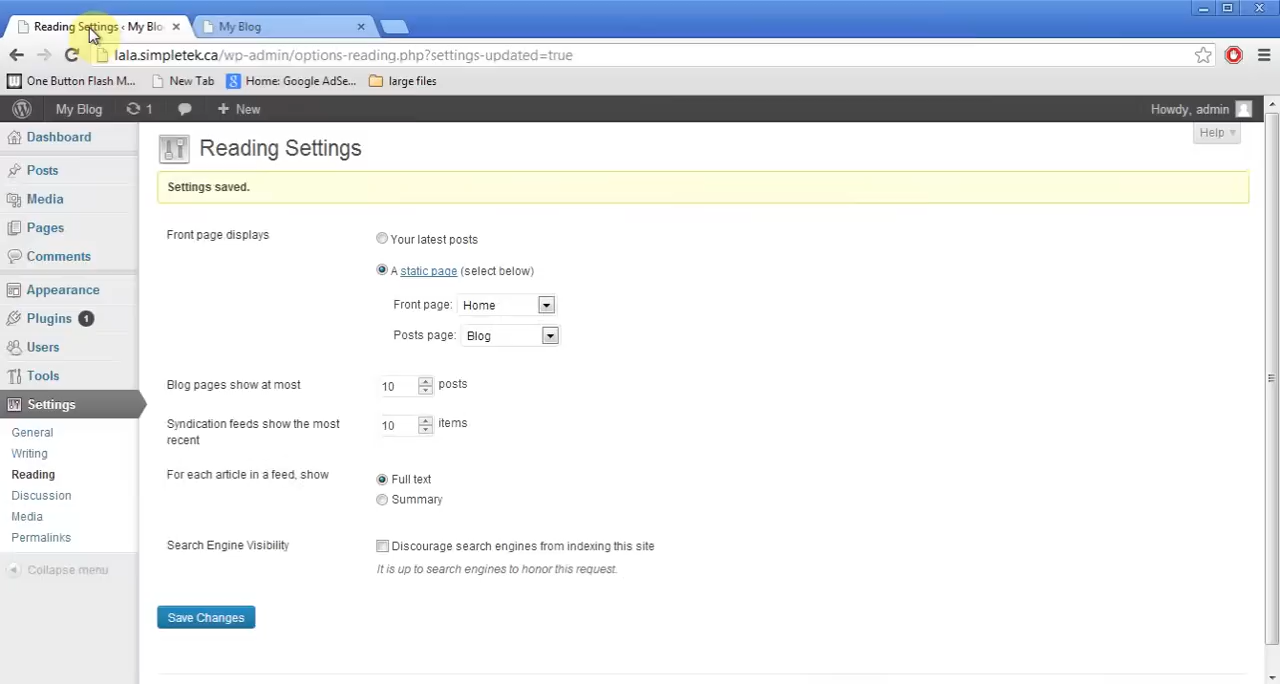 Reading Settings ‹ My Blo
My Blog
lala.simpletek.ca/wp-admin/options-reading.php?settings-updated=true
One Button Flash M... New Tab Home: Google AdSe... large files
My Blog 1 + New Howdy, admin
Help
Dashboard
Posts
Media
Pages
Comments
Appearance
Plugins 1
Users
Tools
Settings
General
Writing
Reading
Discussion
Media
Permalinks
Collapse menu
Reading Settings
Settings saved.
Front page displays
Your latest posts
A static page (select below)
Front page: Home
Posts page: Blog
Blog pages show at most 10 posts
Syndication feeds show the most
recent
10 items
For each article in a feed, show
Full text
Summary
Search Engine Visibility
Discourage search engines from indexing this site
It is up to search engines to honor this request.
Save Changes